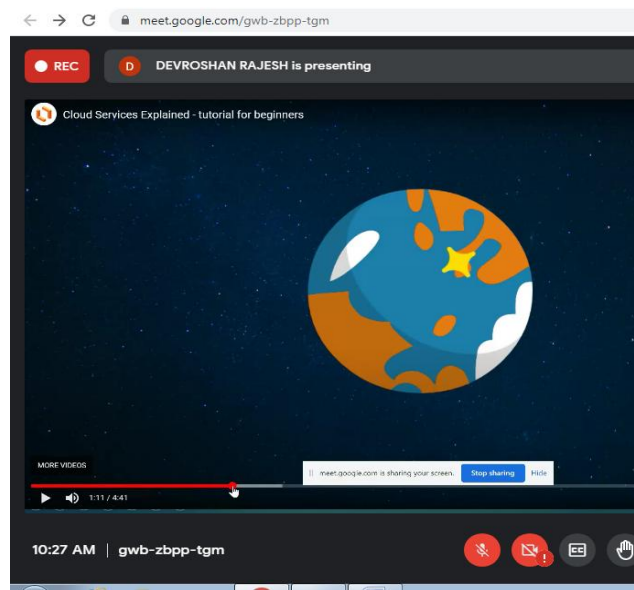 meet.google.com/gwb-zbpp-tgm
REC
D
DEVROSHAN RAJESH is presenting
Cloud Services Explained - tutorial for beginners
MORE VIDEOS
meet.google.com is sharing your screen. Stop sharing Hide
1:11 / 4:41
10:27 AM | gwb-zbpp-tgm
! CC